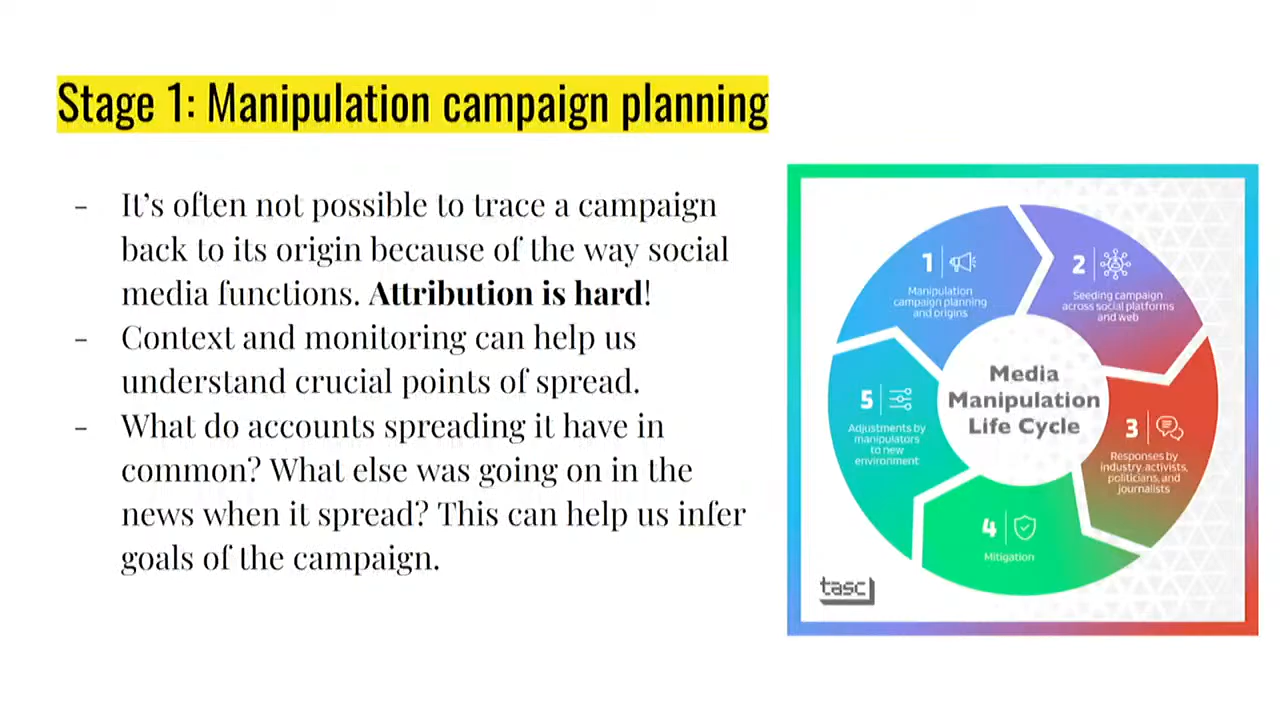 Stage 1: Manipulation campaign planning
- It’s often not possible to trace a campaign
back to its origin because of the way social
media functions. Attribution is hard!
- Context and monitoring can help us
understand crucial points of spread.
- What do accounts spreading it have in
common? What else was going on in the
news when it spread? This can help us infer
goals of the campaign.
1
Manipulation
campaign planning
and origins
2
Seeding campaign
across social platforms
and web
Media
Manipulation
Life Cycle
3
Responses by
industry, activists,
politicians, and
journalists
4
Mitigation
5
Adjustments by
manipulators
to new
environment
tasc